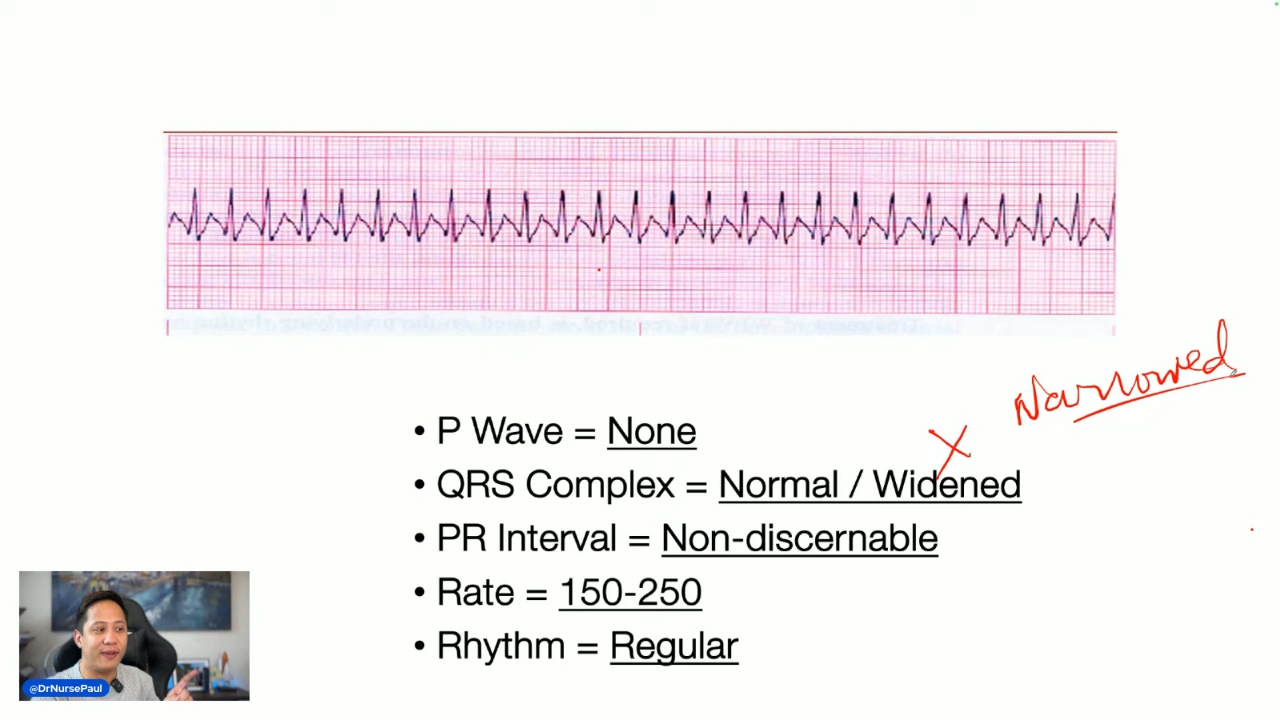 Narrowed
X
• P Wave = None
• QRS Complex = Normal / Widened
• PR Interval = Non-discernable
• Rate = 150-250
• Rhythm = Regular
@DrNursePaul